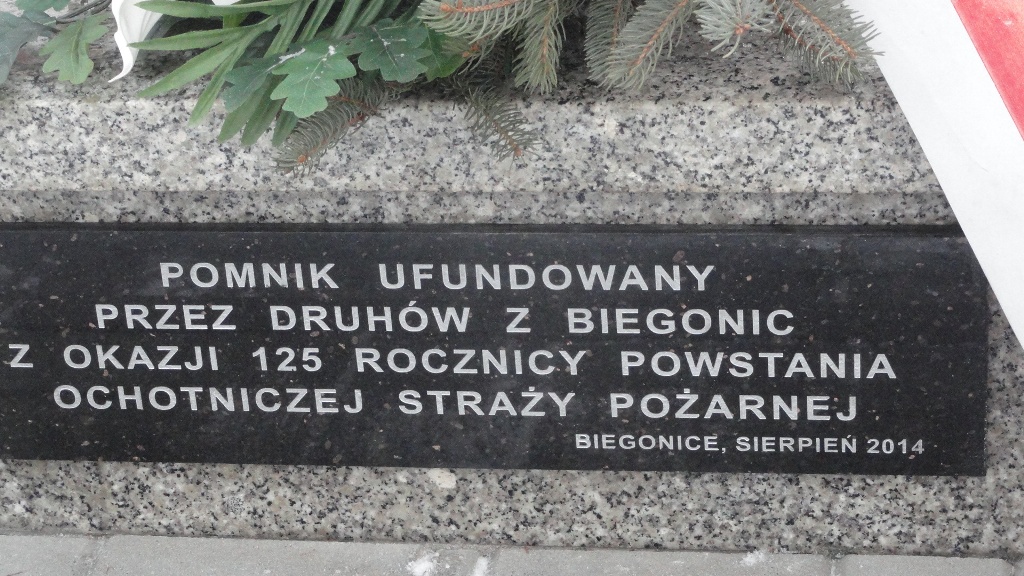 POMNIK UFUNDOWANY
PRZEZ DRUHÓW Z BIEGONIC
Z OKAZJI 125 ROCZNICY POWSTANIA
OCHOTNICZEJ STRAŻY POŻARNEJ
BIEGONICE, SIERPIEŃ 2014